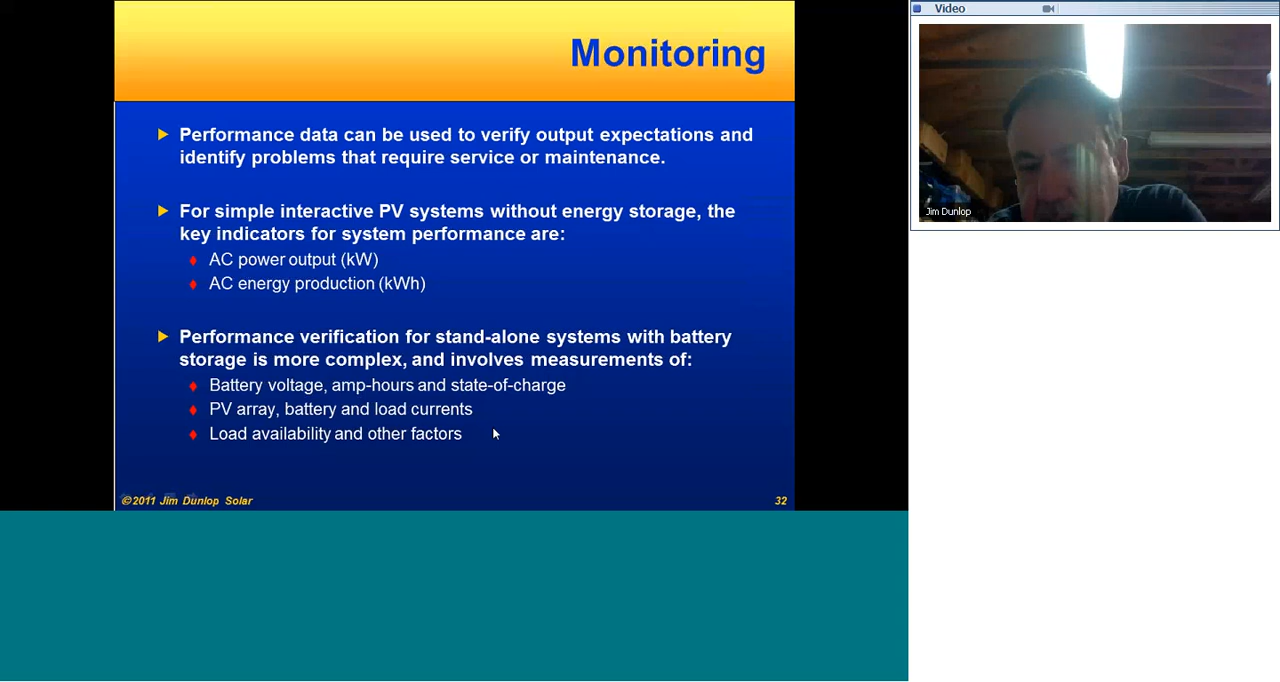 Monitoring
Performance data can be used to verify output expectations and
identify problems that require service or maintenance.
For simple interactive PV systems without energy storage, the
key indicators for system performance are:
AC power output (kW)
AC energy production (kWh)
Performance verification for stand-alone systems with battery
storage is more complex, and involves measurements of:
Battery voltage, amp-hours and state-of-charge
PV array, battery and load currents
Load availability and other factors
©2011 Jim Dunlop Solar
32
Video
Jim Dunlop